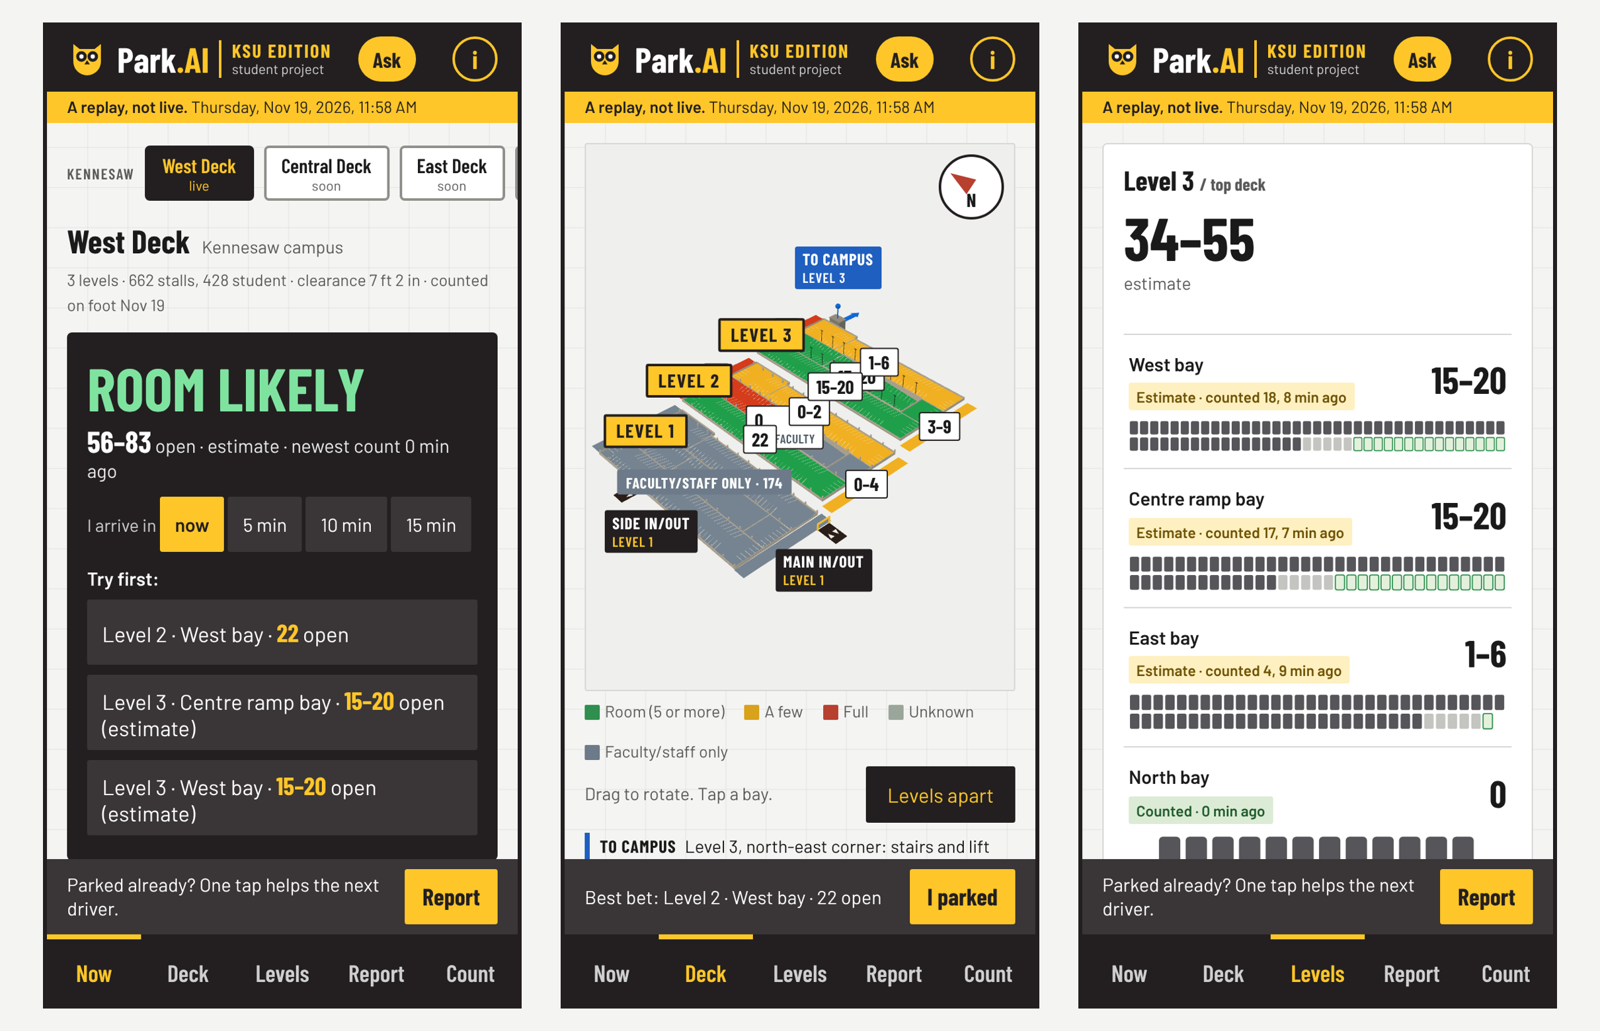 Park.AI
KSU EDITION
student project
Ask
i
A replay, not live. Thursday, Nov 19, 2026, 11:58 AM
KENNESAW
West Deck
live
Central Deck
soon
East Deck
soon
West Deck Kennesaw campus
3 levels · 662 stalls, 428 student · clearance 7 ft 2 in · counted
on foot Nov 19
ROOM LIKELY
56–83 open · estimate · newest count 0 min
ago
I arrive in now 5 min 10 min 15 min
Try first:
Level 2 · West bay · 22 open
Level 3 · Centre ramp bay · 15–20 open
(estimate)
Level 3 · West bay · 15–20 open
(estimate)
Parked already? One tap helps the next
driver.
Report
Now Deck Levels Report Count
Park.AI
KSU EDITION
student project
Ask
i
A replay, not live. Thursday, Nov 19, 2026, 11:58 AM
N
TO CAMPUS
LEVEL 3
LEVEL 3
1–6
LEVEL 2
15–20
0–2
0
3–9
LEVEL 1
22
FACULTY
FACULTY/STAFF ONLY · 174
0–4
SIDE IN/OUT
LEVEL 1
MAIN IN/OUT
LEVEL 1
Room (5 or more) A few Full Unknown
Faculty/staff only
Drag to rotate. Tap a bay.
Levels apart
TO CAMPUS Level 3, north-east corner: stairs and lift
Best bet: Level 2 · West bay · 22 open
I parked
Now Deck Levels Report Count
Park.AI
KSU EDITION
student project
Ask
i
A replay, not live. Thursday, Nov 19, 2026, 11:58 AM
Level 3 / top deck
34–55
estimate
West bay
15–20
Estimate · counted 18, 8 min ago
Centre ramp bay
15–20
Estimate · counted 17, 7 min ago
East bay
1–6
Estimate · counted 4, 9 min ago
North bay
0
Counted · 0 min ago
Parked already? One tap helps the next
driver.
Report
Now Deck Levels Report Count